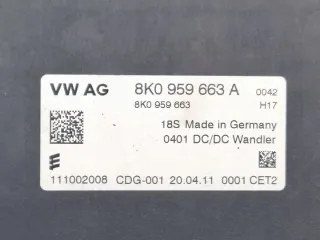 VW AG 8K0 959 663 A 0042
8K0 959 663 H17
18S Made in Germany
0401 DC/DC Wandler
111002008 CDG-001 20.04.11 0001 CET2